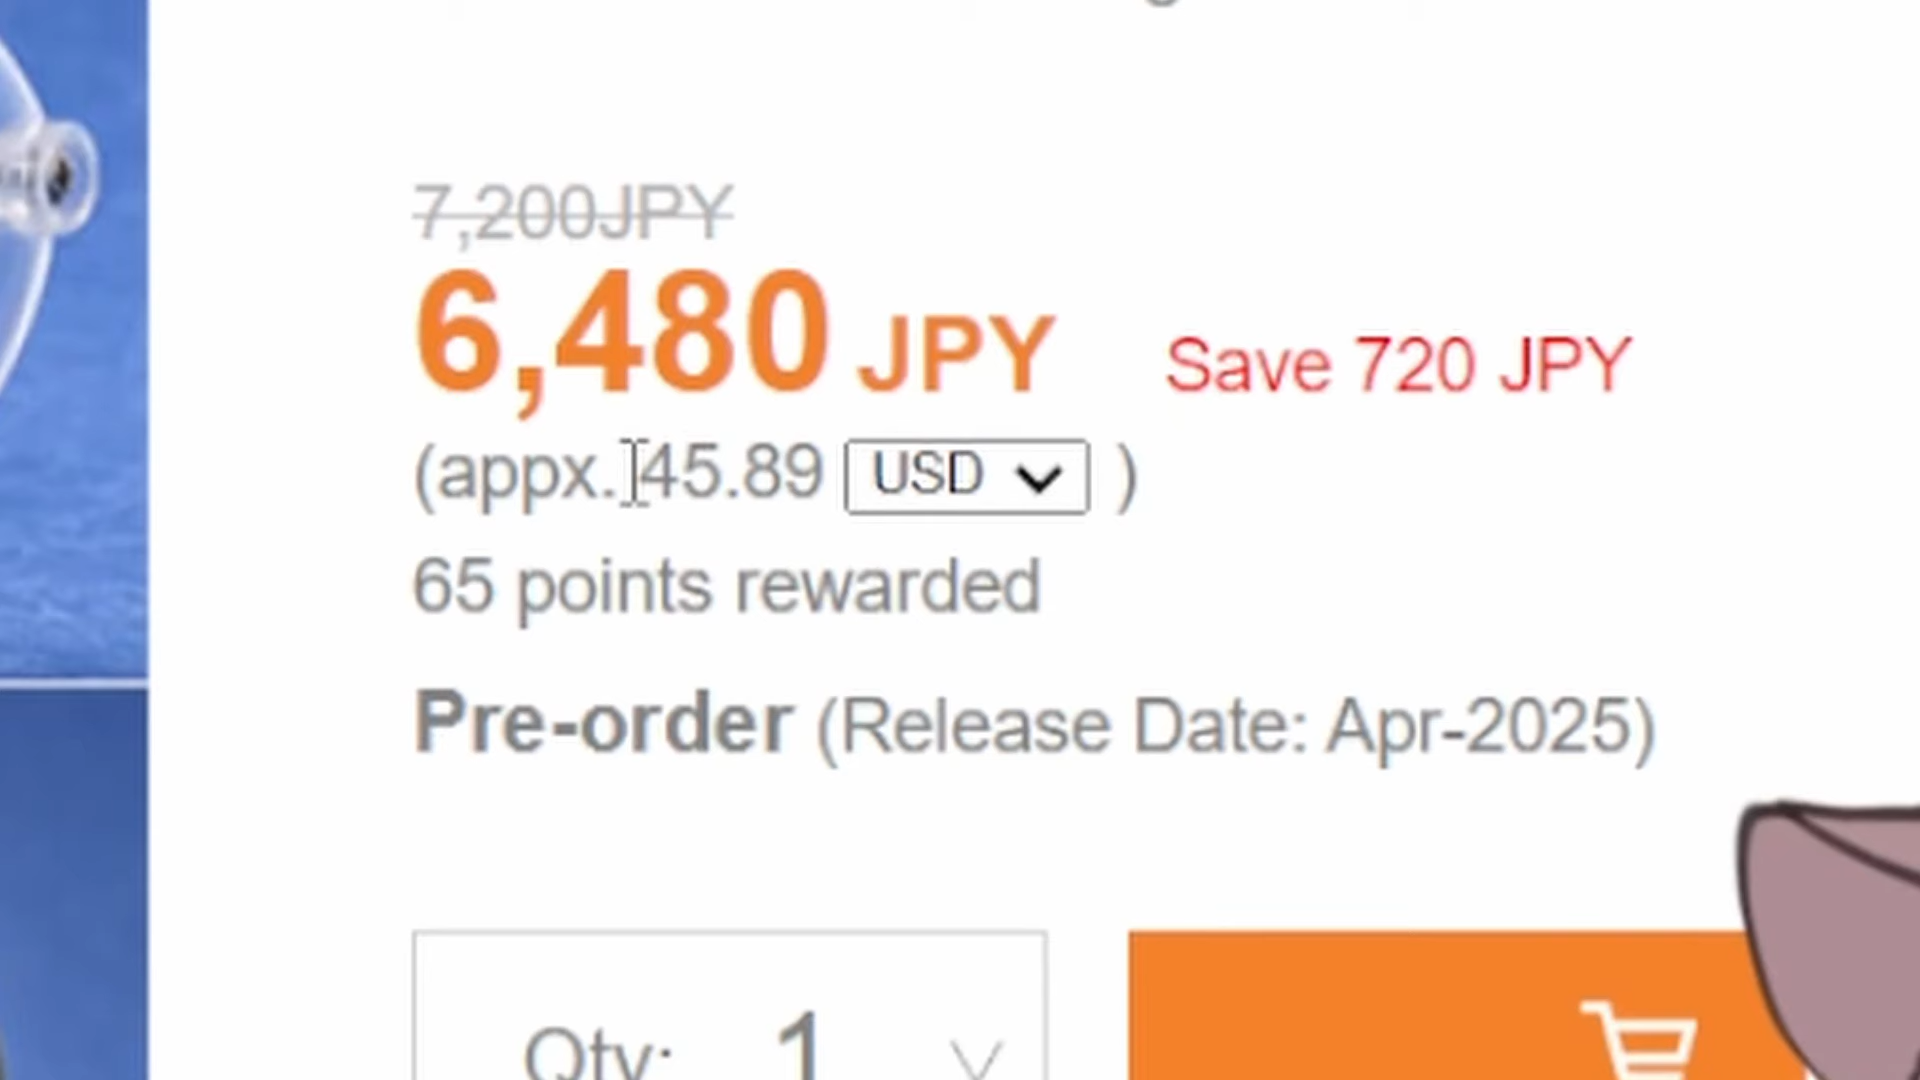 7,200JPY
6,480 JPY Save 720 JPY
(appx. 45.89 USD )
65 points rewarded
Pre-order (Release Date: Apr-2025)
Qty: 1